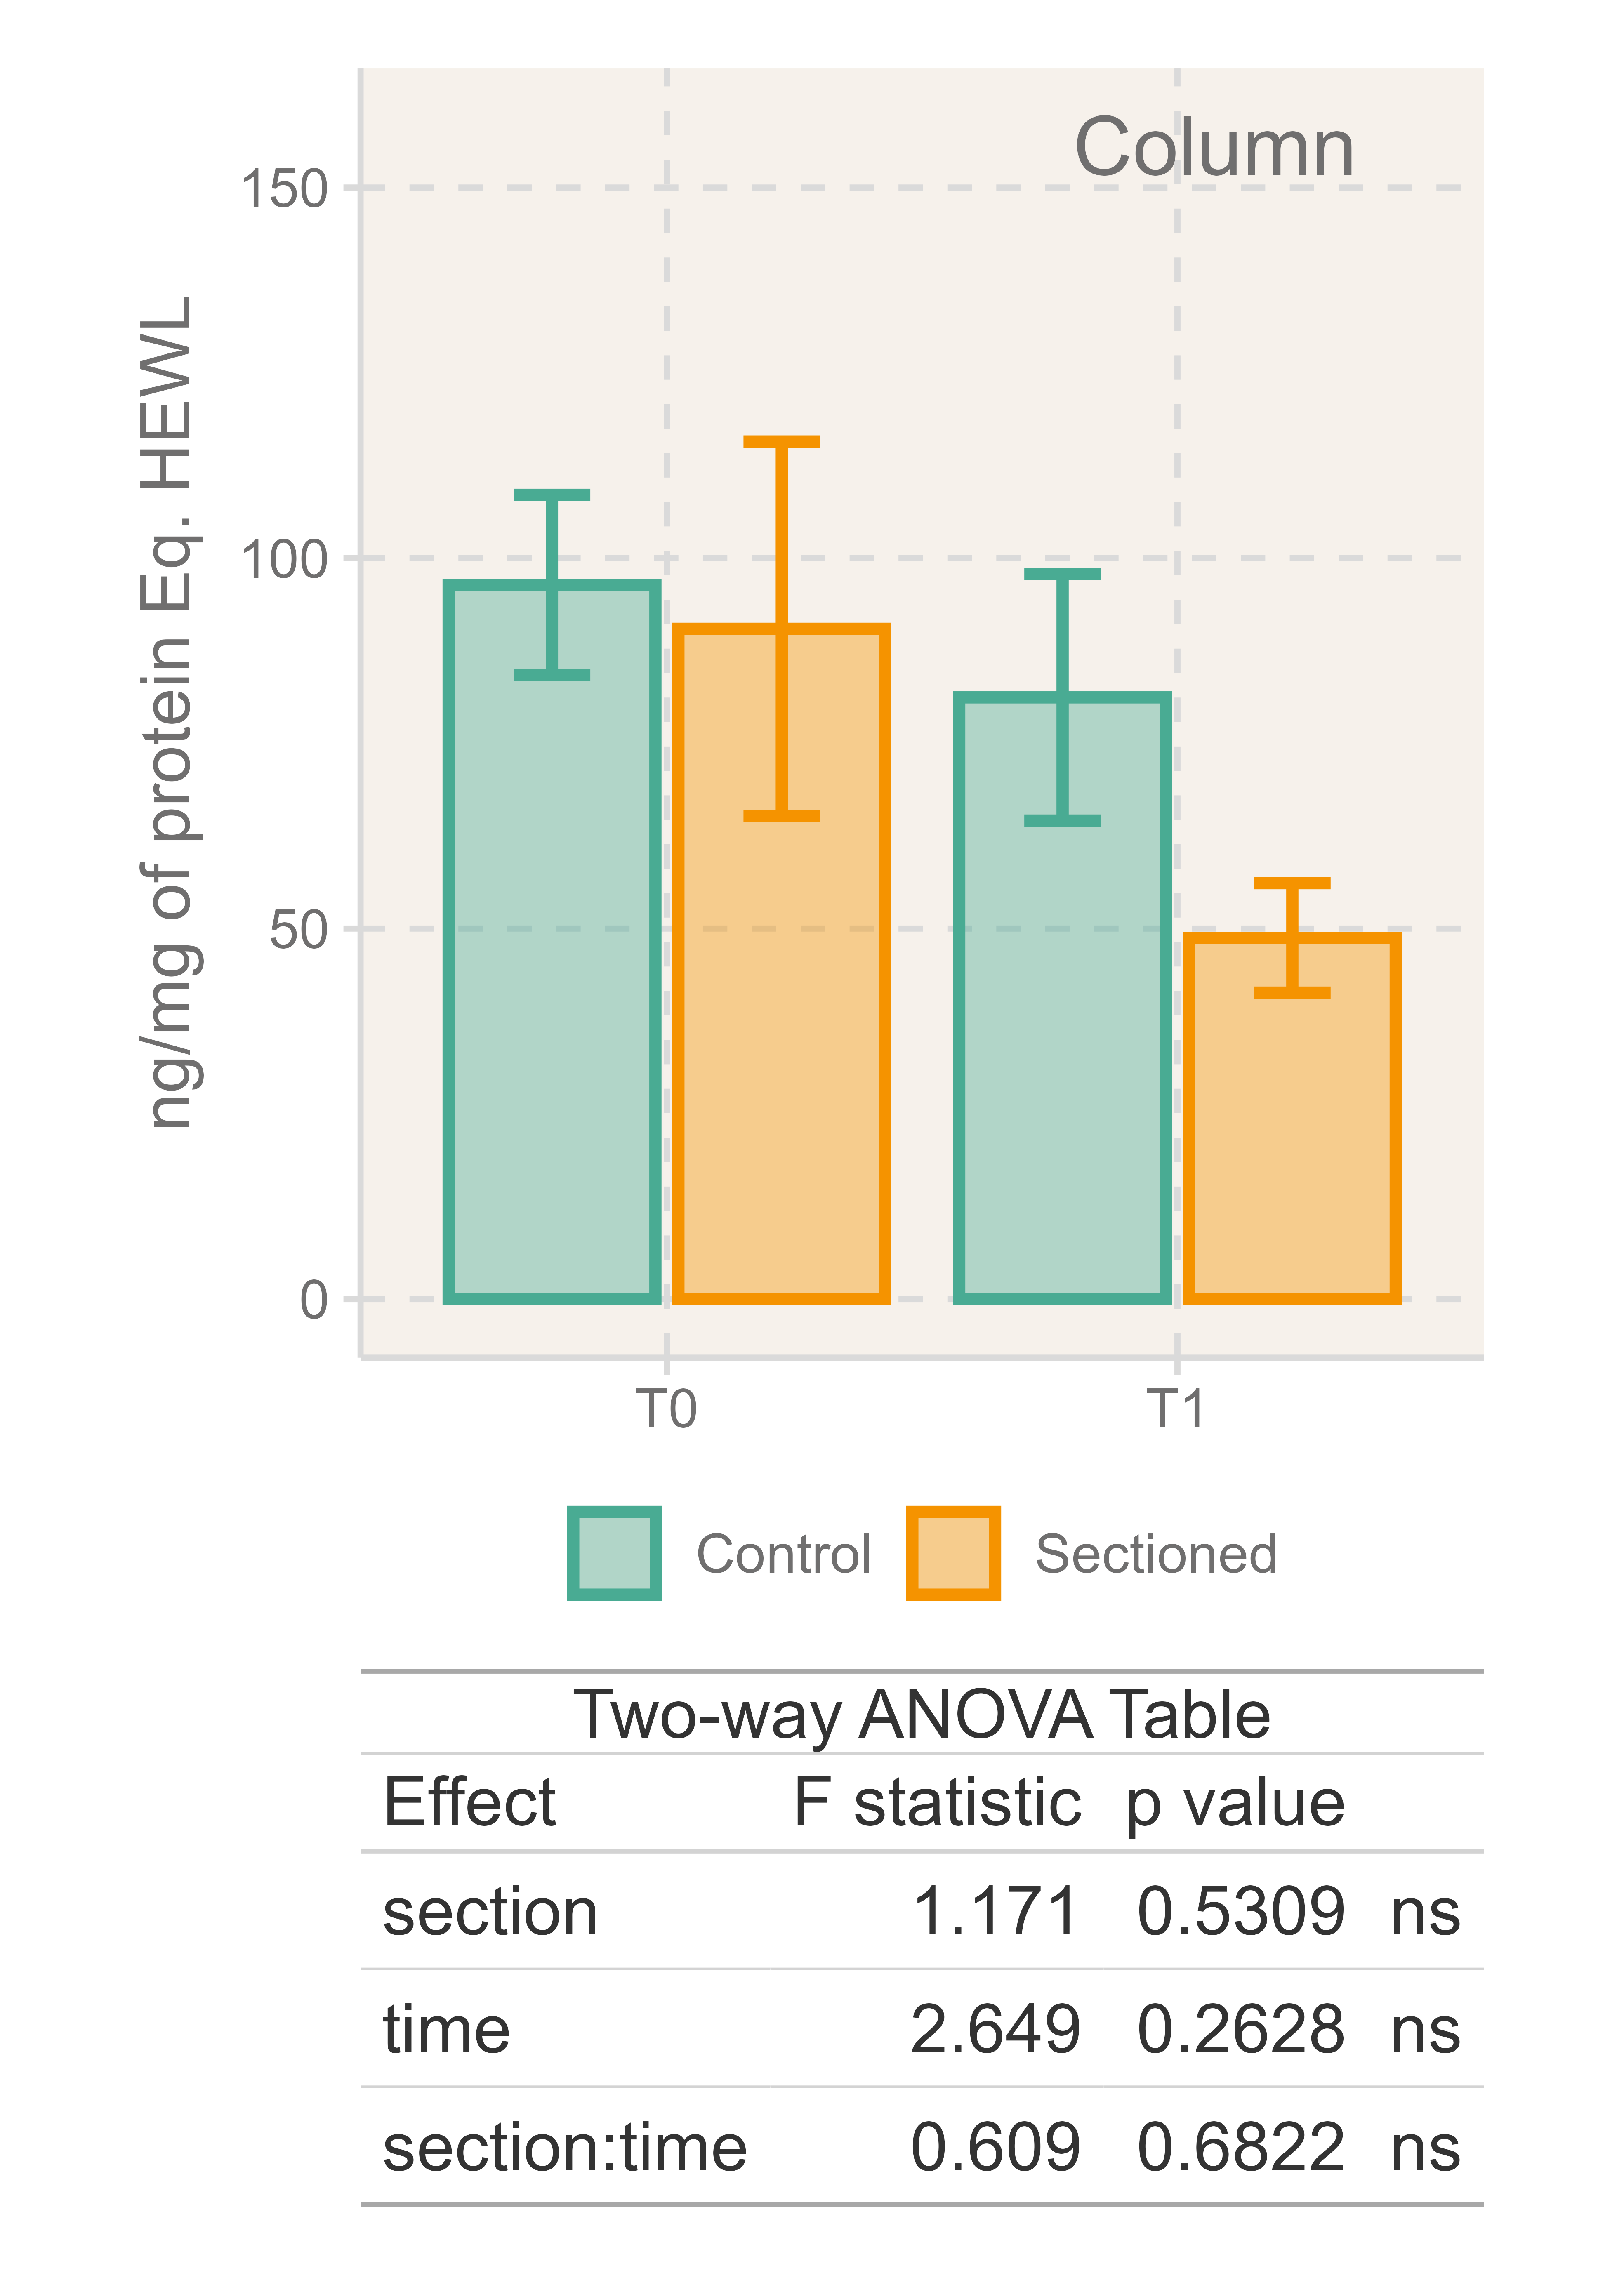 Column
150
100
50
0
ng/mg of protein Eq. HEWL
T0 T1
Control Sectioned
Two-way ANOVA Table
Effect F statistic p value
section 1.171 0.5309 ns
time 2.649 0.2628 ns
section:time 0.609 0.6822 ns